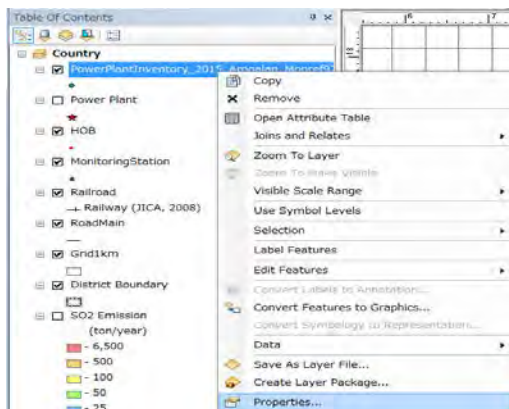 Table Of Contents
Country
PowerPlantInventory_2015_
Power Plant
HOB
MonitoringStation
Railroad
Railway (JICA, 2008)
RoadMain
Grid1km
District Boundary
SO2 Emission
(ton/year)
- 6,500
- 500
- 100
- 50
- 25
Copy
Remove
Open Attribute Table
Joins and Relates
Zoom To Layer
Zoom To Make Visible
Visible Scale Range
Use Symbol Levels
Selection
Label Features
Edit Features
Convert Labels to Annotation...
Convert Features to Graphics...
Convert Symbology to Representation...
Data
Save As Layer File...
Create Layer Package...
Properties...
6
7